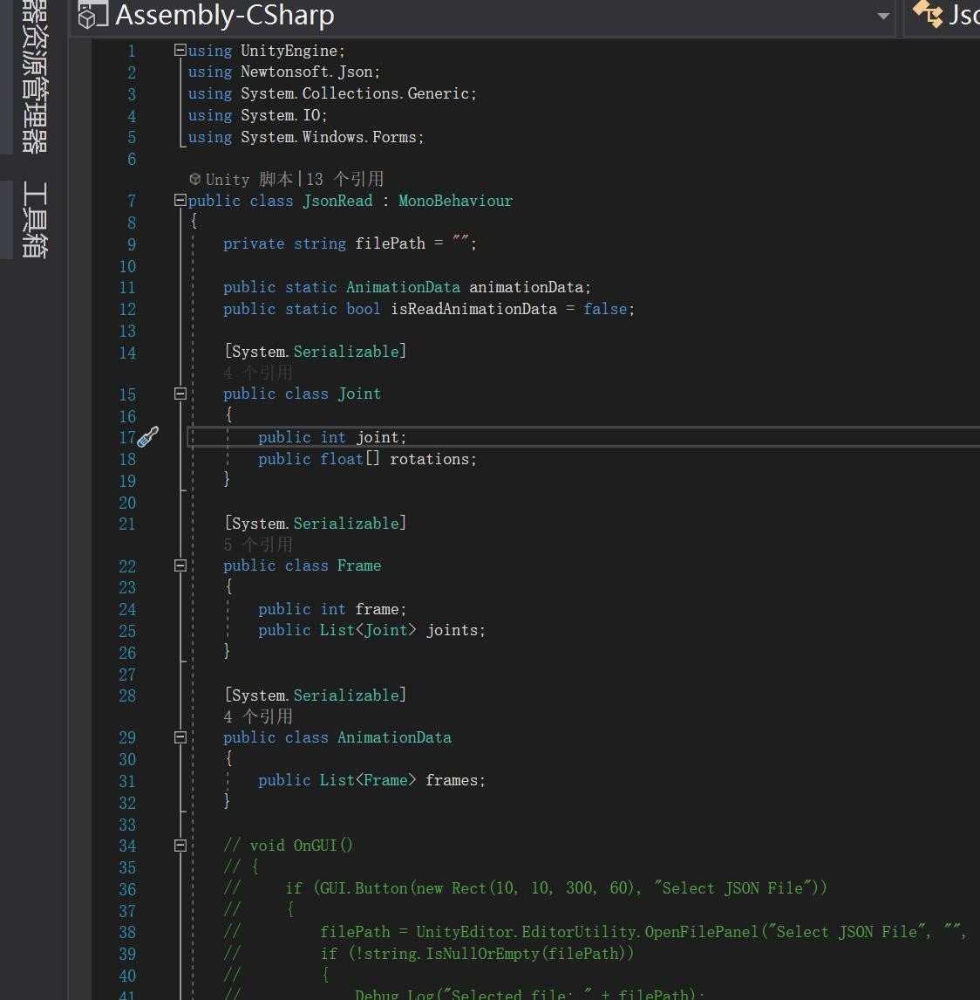 器资源管理器
工具箱
Assembly-CSharp
1 using UnityEngine;
2 using Newtonsoft.Json;
3 using System.Collections.Generic;
4 using System.IO;
5 using System.Windows.Forms;
6
Unity 脚本|13 个引用
7 public class JsonRead : MonoBehaviour
8 {
9 private string filePath = "";
10
11 public static AnimationData animationData;
12 public static bool isReadAnimationData = false;
13
14 [System.Serializable]
4 个引用
15 public class Joint
16 {
17 public int joint;
18 public float[] rotations;
19 }
20
21 [System.Serializable]
5 个引用
22 public class Frame
23 {
24 public int frame;
25 public List<Joint> joints;
26 }
27
28 [System.Serializable]
4 个引用
29 public class AnimationData
30 {
31 public List<Frame> frames;
32 }
33
34 // void OnGUI()
35 // {
36 // if (GUI.Button(new Rect(10, 10, 300, 60), "Select JSON File"))
37 // {
38 // filePath = UnityEditor.EditorUtility.OpenFilePanel("Select JSON File", "",
39 // if (!string.IsNullOrEmpty(filePath))
40 // {
41 // Debug.Log("Selected file: " + filePath);